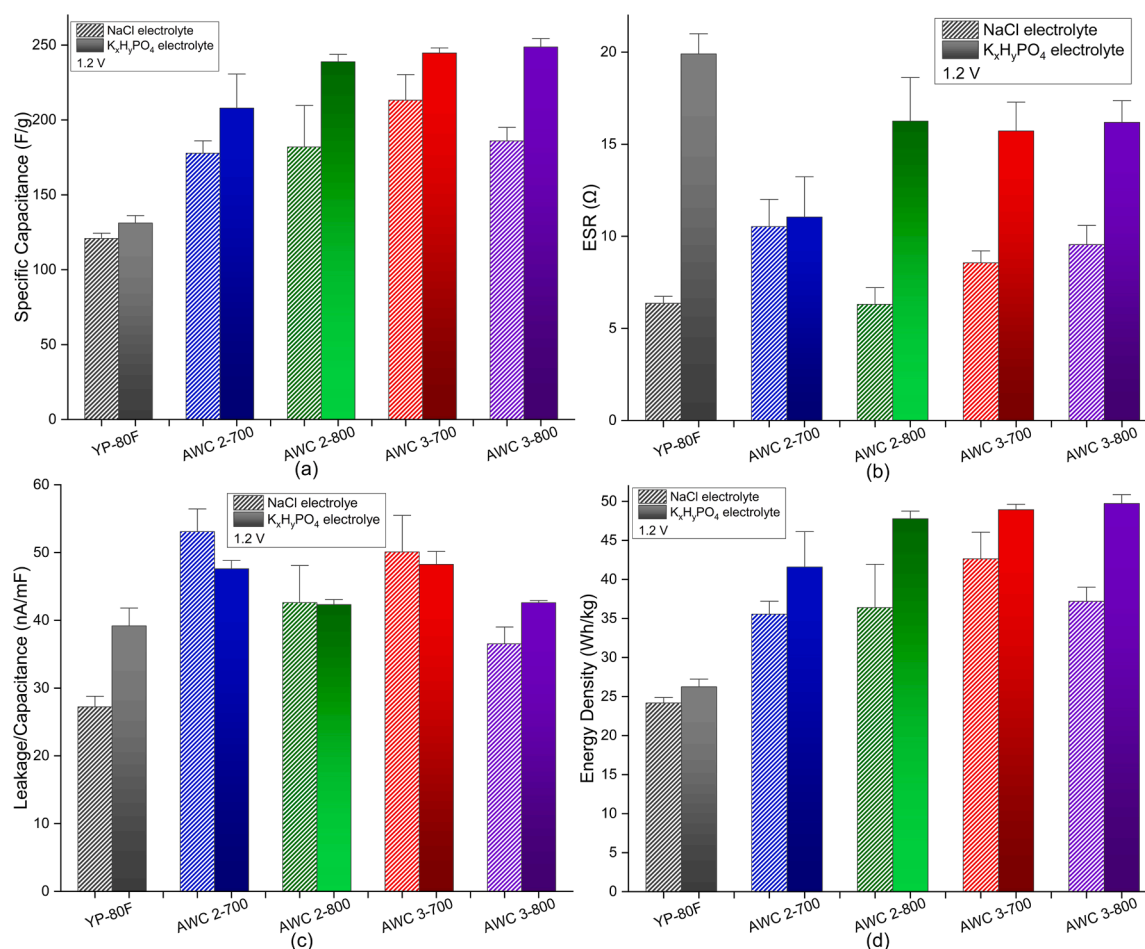 (a)
NaCl electrolyte
KxHyPO4 electrolyte
1.2 V
Specific Capacitance (F/g)
250
200
150
100
50
0
YP-80F
AWC 2-700
AWC 2-800
AWC 3-700
AWC 3-800
(a)
(b)
NaCl electrolyte
KxHyPO4 electrolyte
1.2 V
ESR (Ω)
20
15
10
5
0
YP-80F
AWC 2-700
AWC 2-800
AWC 3-700
AWC 3-800
(b)
(c)
NaCl electrolye
KxHyPO4 electrolye
1.2 V
Leakage/Capacitance (nA/mF)
60
50
40
30
20
10
0
YP-80F
AWC 2-700
AWC 2-800
AWC 3-700
AWC 3-800
(c)
(d)
NaCl electrolyte
KxHyPO4 electrolyte
1.2 V
Energy Density (Wh/kg)
50
45
40
35
30
25
20
15
10
5
0
YP-80F
AWC 2-700
AWC 2-800
AWC 3-700
AWC 3-800
(d)